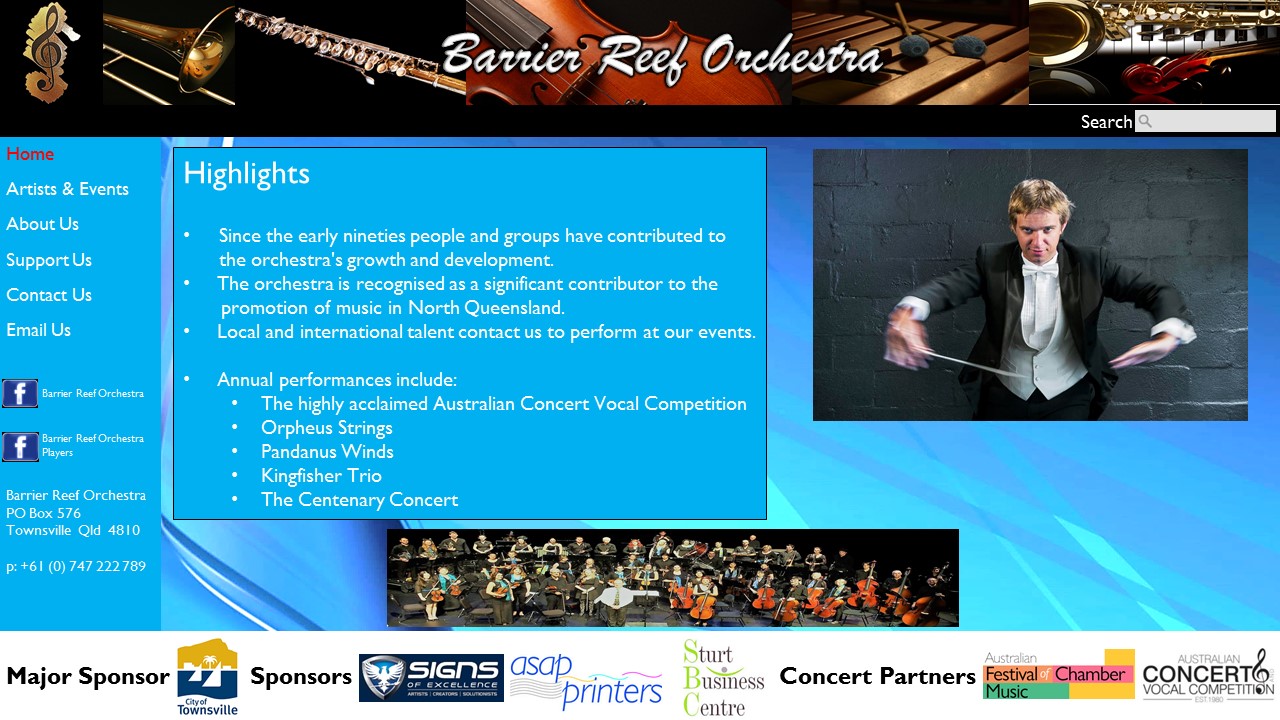 Barrier Reef Orchestra
Search
Home
Artists & Events
About Us
Support Us
Contact Us
Email Us
Barrier Reef Orchestra
Barrier Reef Orchestra
Players
Barrier Reef Orchestra
PO Box 576
Townsville Qld 4810
p: +61 (0) 747 222 789
Highlights
• Since the early nineties people and groups have contributed to
the orchestra's growth and development.
• The orchestra is recognised as a significant contributor to the
promotion of music in North Queensland.
• Local and international talent contact us to perform at our events.
• Annual performances include:
• The highly acclaimed Australian Concert Vocal Competition
• Orpheus Strings
• Pandanus Winds
• Kingfisher Trio
• The Centenary Concert
Major Sponsor
City of
Townsville
Sponsors
SIGNS
OF EXCELLENCE
ARTISTS | CREATORS | SOLUTIONISTS
asap
printers
Sturt
Business
Centre
Concert Partners
Australian
Festival of Chamber
Music
AUSTRALIAN
CONCERTO
VOCAL COMPETITION
EST.1980